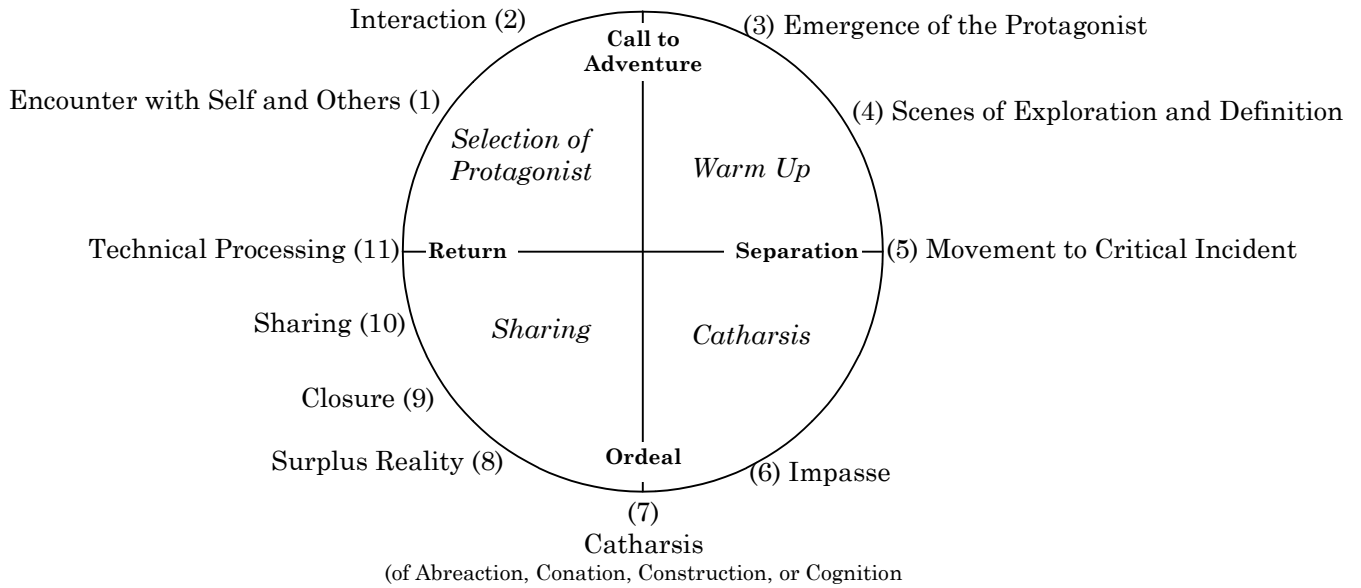 Interaction (2)
(3) Emergence of the Protagonist
Call to
Adventure
Encounter with Self and Others (1)
(4) Scenes of Exploration and Definition
Selection of
Protagonist
Warm Up
Technical Processing (11)
Return
Separation
(5) Movement to Critical Incident
Sharing (10)
Sharing
Catharsis
Closure (9)
Surplus Reality (8)
Ordeal
(6) Impasse
(7)
Catharsis
(of Abreaction, Conation, Construction, or Cognition